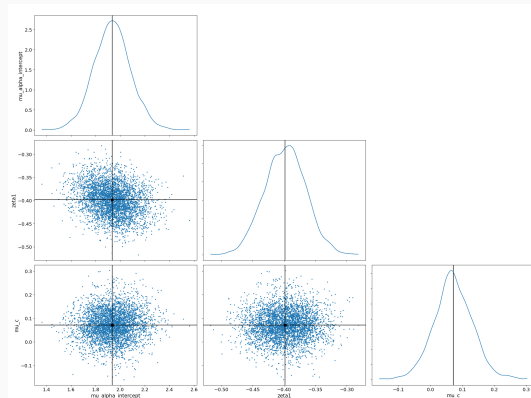 mu_alpha_intercept
2.5
2.0
1.5
1.0
0.5
0.0
zeta1
−0.30
−0.35
−0.40
−0.45
−0.50
mu_c
0.3
0.2
0.1
0.0
−0.1
1.4 1.6 1.8 2.0 2.2 2.4 2.6
mu_alpha_intercept
−0.50 −0.45 −0.40 −0.35 −0.30
zeta1
−0.1 0.0 0.1 0.2 0.3
mu_c